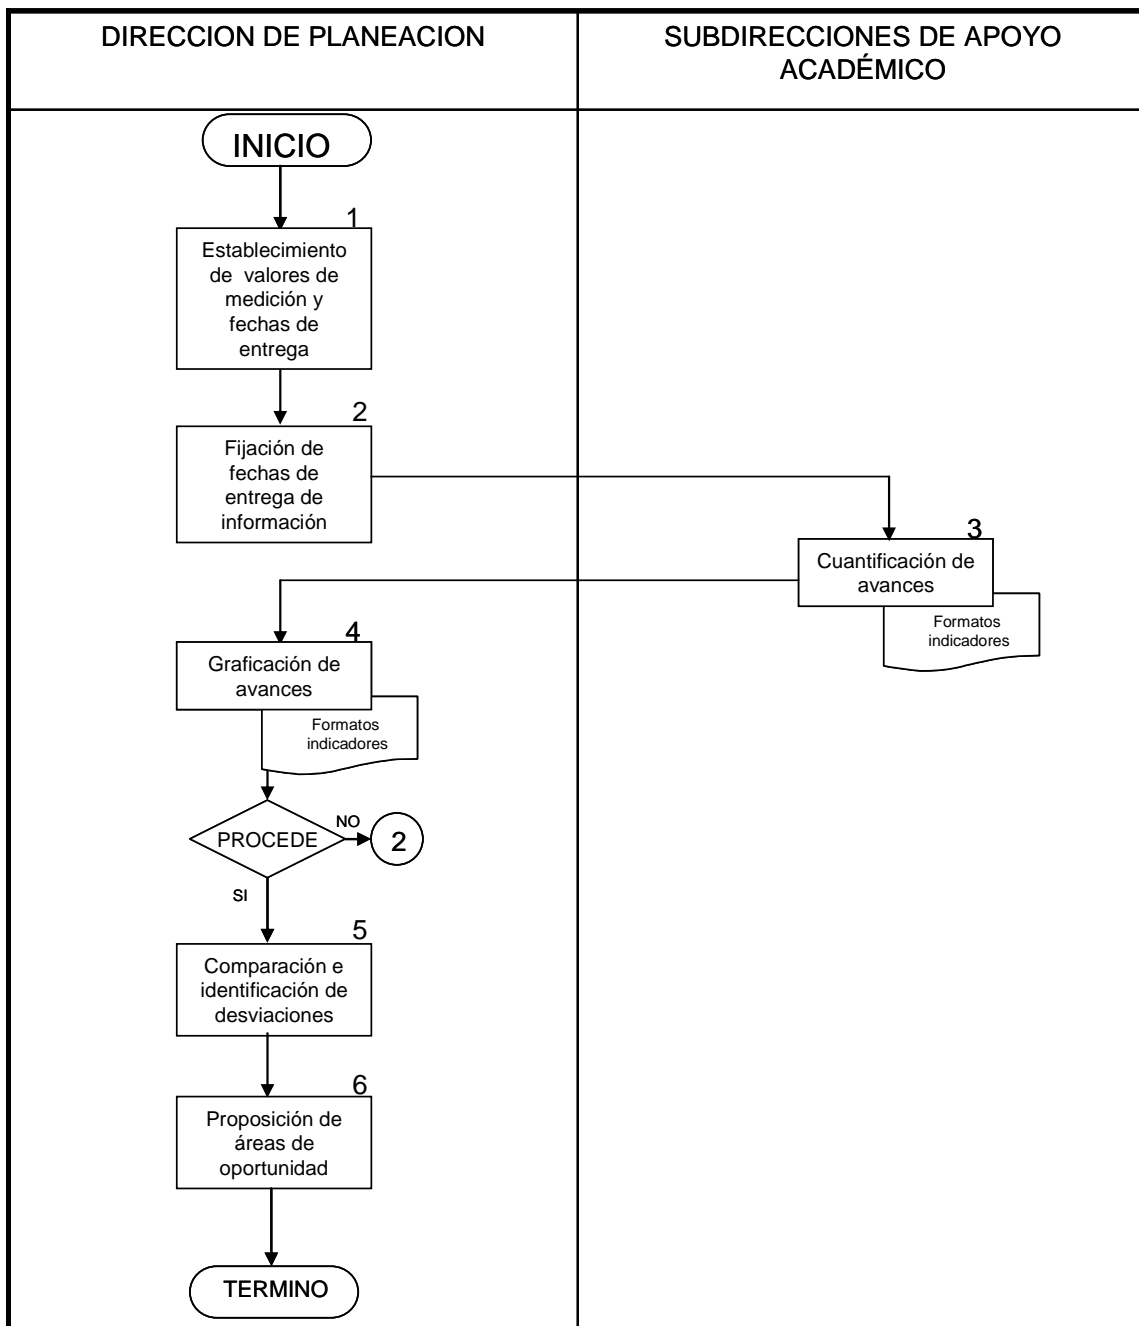 DIRECCION DE PLANEACION
SUBDIRECCIONES DE APOYO
ACADÉMICO
INICIO
1
Establecimiento
de valores de
medición y
fechas de
entrega
2
Fijación de
fechas de
entrega de
información
3
Cuantificación de
avances
Formatos
indicadores
4
Graficación de
avances
Formatos
indicadores
PROCEDE
NO
2
SI
5
Comparación e
identificación de
desviaciones
6
Proposición de
áreas de
oportunidad
TERMINO